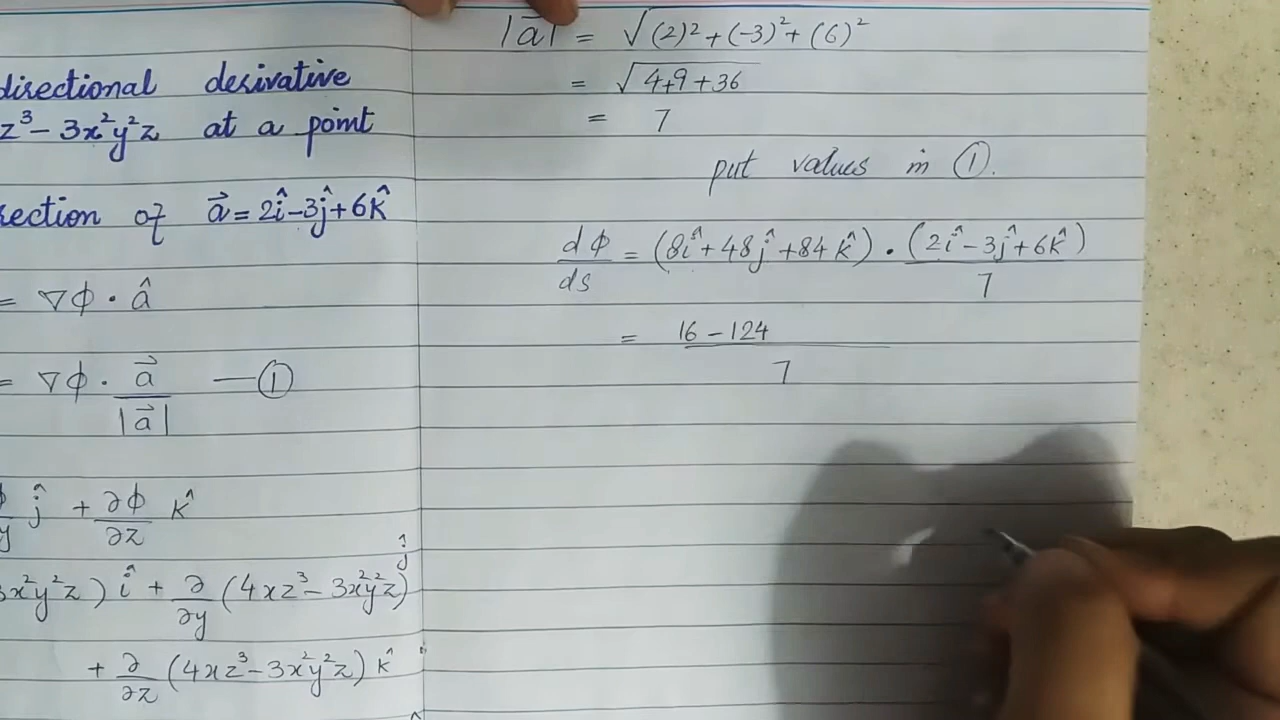 directional derivative
z³ − 3x²y²z at a point
rection of a⃗ = 2î − 3ĵ + 6k̂
= ∇ϕ · â
= ∇ϕ · a⃗ / |a⃗| — ①
y ĵ + ∂ϕ/∂z k̂
3x²y²z) î + ∂/∂y (4xz³ − 3x²y²z) ĵ
+ ∂/∂z (4xz³ − 3x²y²z) k̂
|a⃗| = √(2)² + (−3)² + (6)²
= √4+9+36
= 7
put values in ①.
dϕ/ds = (8î + 48ĵ + 84k̂) · (2î − 3ĵ + 6k̂)/7
= 16 − 124 / 7